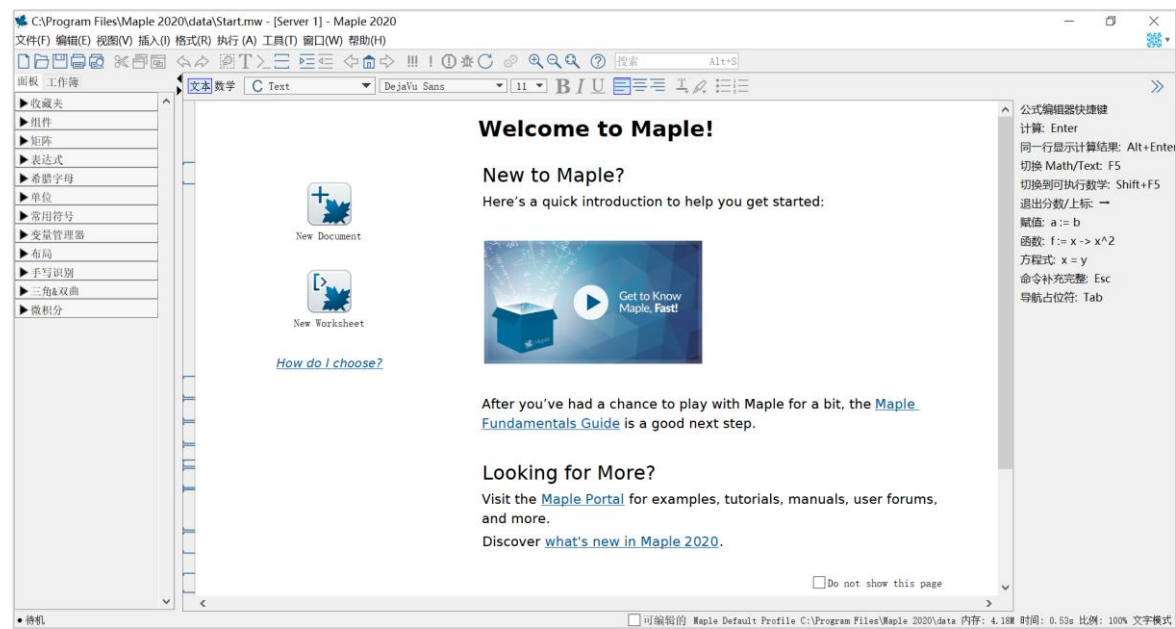 C:\Program Files\Maple 2020\data\Start.mw - [Server 1] - Maple 2020
文件(F) 编辑(E) 视图(V) 插入(I) 格式(R) 执行 (A) 工具(T) 窗口(W) 帮助(H)
搜索 Alt+S
面板 工作簿
文本 数学 C Text DejaVu Sans 11 B I U
收藏夹
组件
矩阵
表达式
希腊字母
单位
常用符号
变量管理器
布局
手写识别
三角&双曲
微积分
New Document
New Worksheet
How do I choose?
Welcome to Maple!
New to Maple?
Here's a quick introduction to help you get started:
Get to Know
Maple, Fast!
After you've had a chance to play with Maple for a bit, the Maple
Fundamentals Guide is a good next step.
Looking for More?
Visit the Maple Portal for examples, tutorials, manuals, user forums,
and more.
Discover what's new in Maple 2020.
Do not show this page
公式编辑器快捷键
计算: Enter
同一行显示计算结果: Alt+Enter
切换 Math/Text: F5
切换到可执行数学: Shift+F5
退出分数/上标: →
赋值: a := b
函数: f := x -> x^2
方程式: x = y
命令补充完整: Esc
导航占位符: Tab
待机
可编辑的 Maple Default Profile C:\Program Files\Maple 2020\data 内存: 4.18M 时间: 0.53s 比例: 100% 文字模式